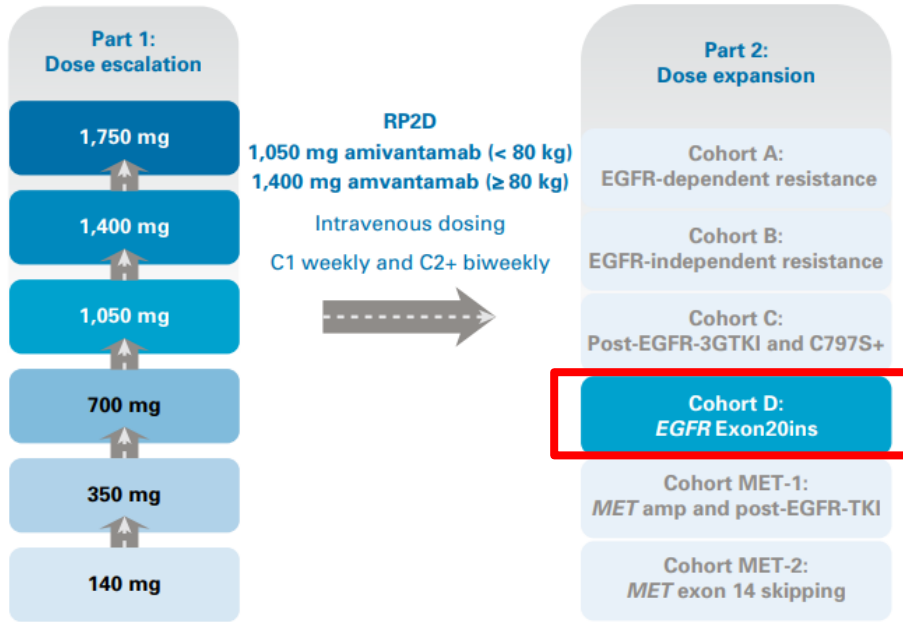 Part 1:
Dose escalation
1,750 mg
1,400 mg
1,050 mg
700 mg
350 mg
140 mg
RP2D
1,050 mg amivantamab (< 80 kg)
1,400 mg amvantamab (≥ 80 kg)
Intravenous dosing
C1 weekly and C2+ biweekly
Part 2:
Dose expansion
Cohort A:
EGFR-dependent resistance
Cohort B:
EGFR-independent resistance
Cohort C:
Post-EGFR-3GTKI and C797S+
Cohort D:
EGFR Exon20ins
Cohort MET-1:
MET amp and post-EGFR-TKI
Cohort MET-2:
MET exon 14 skipping